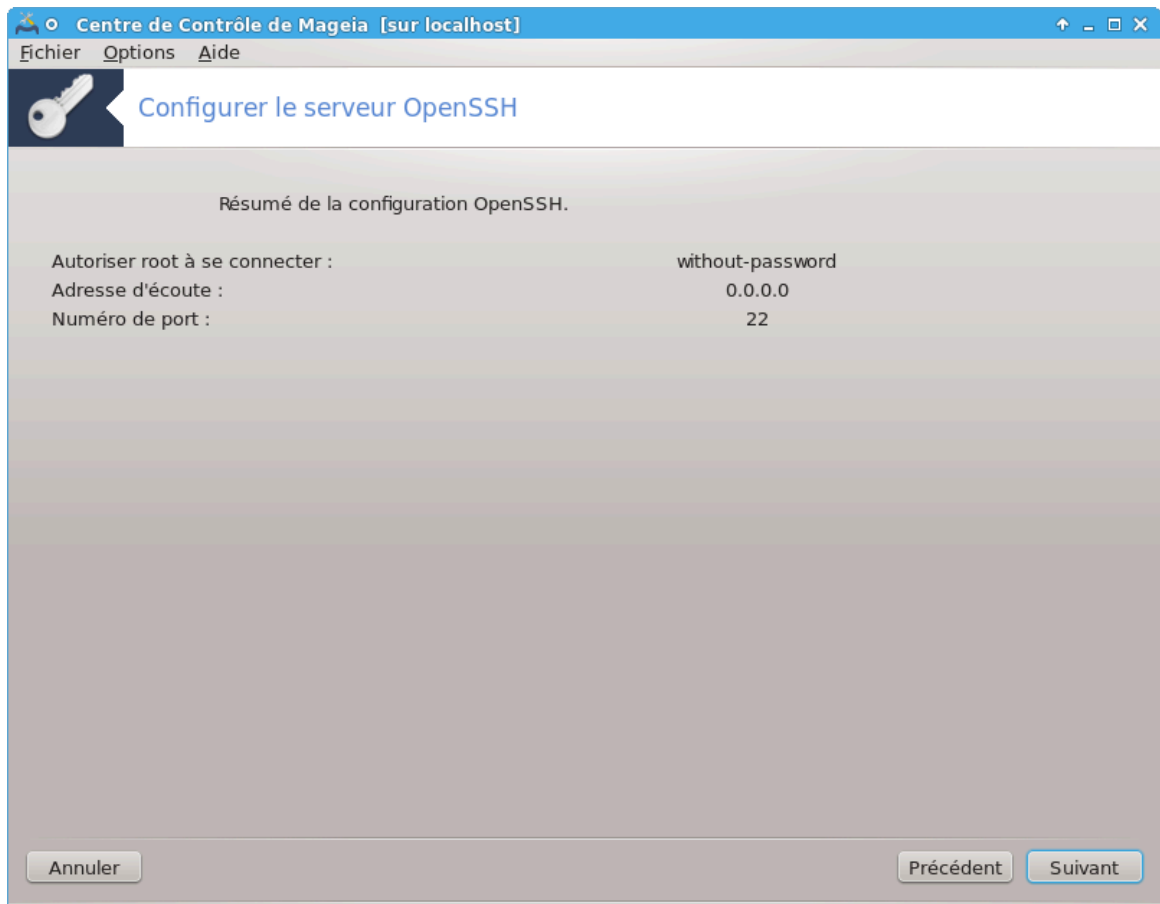 Centre de Contrôle de Mageia [sur localhost]
Fichier Options Aide
Configurer le serveur OpenSSH
Résumé de la configuration OpenSSH.
Autoriser root à se connecter : without-password
Adresse d'écoute : 0.0.0.0
Numéro de port : 22
Annuler Précédent Suivant